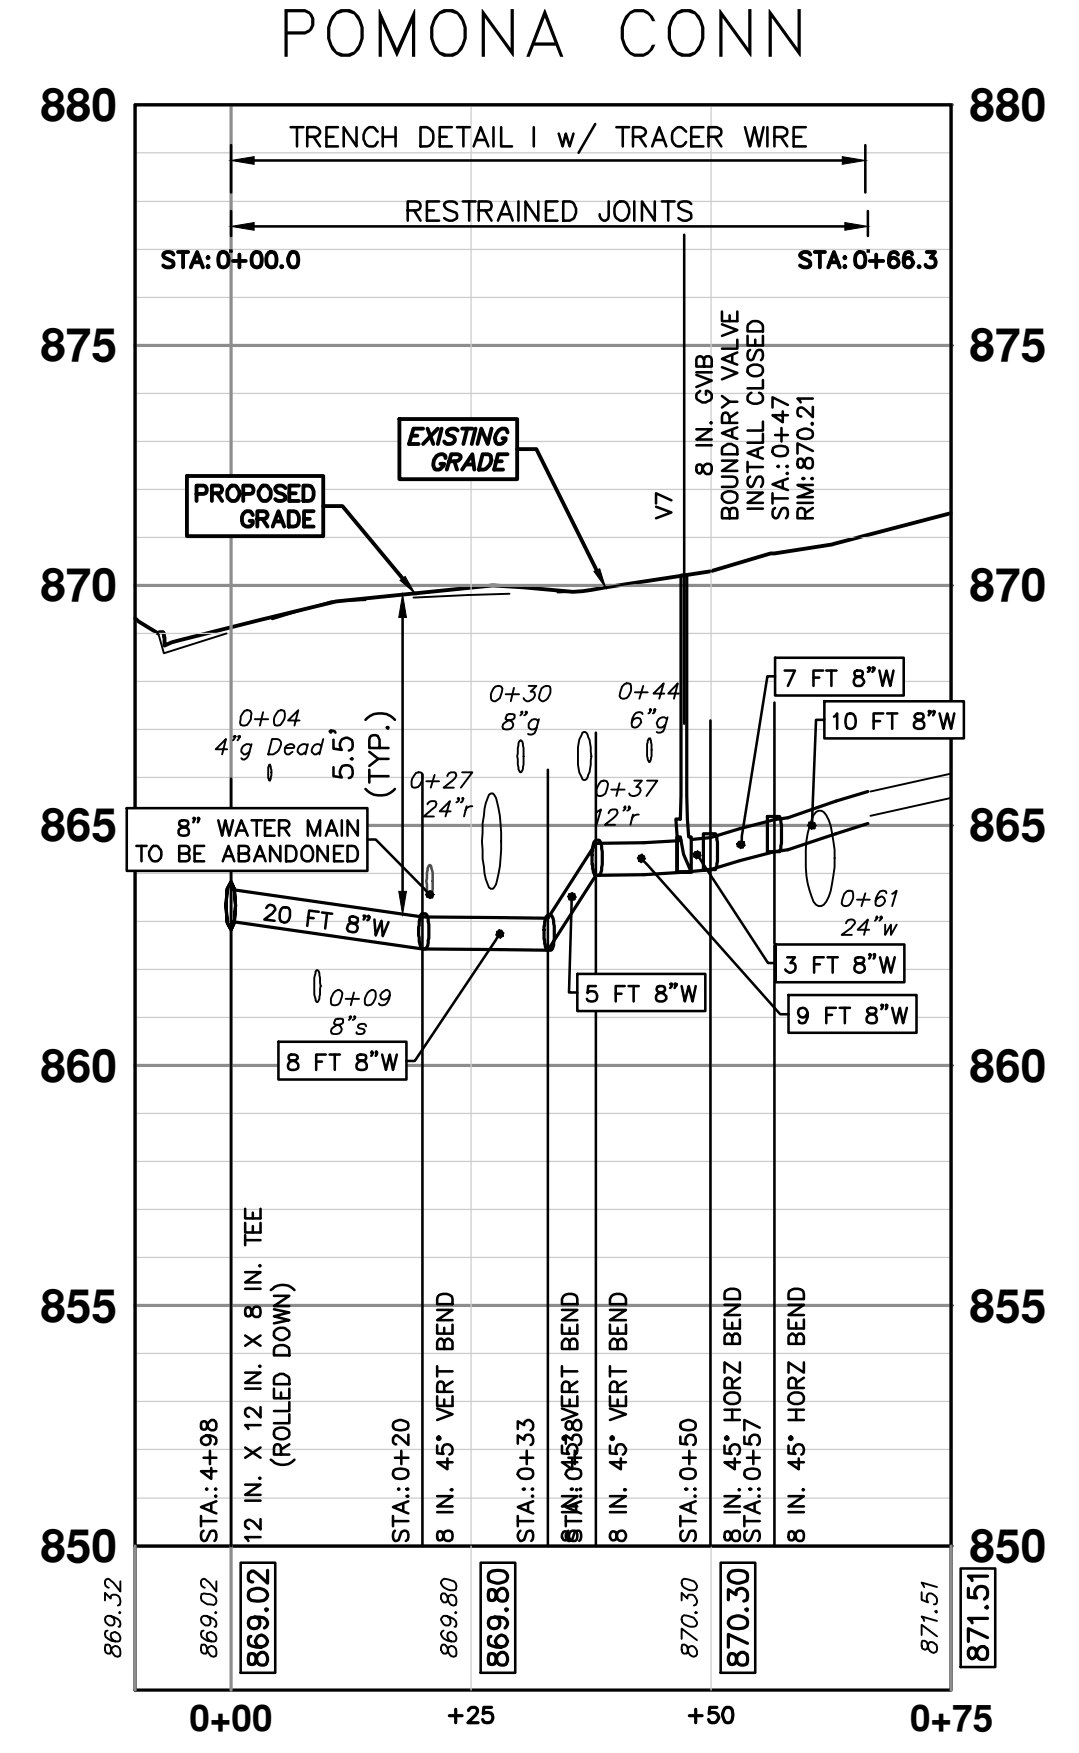 POMONA CONN
880
880
TRENCH DETAIL I w/ TRACER WIRE
RESTRAINED JOINTS
STA: 0+00.0
STA: 0+66.3
875
875
8 IN. GVIB
BOUNDARY VALVE
INSTALL CLOSED
STA.: 0+47
RIM: 870.21
V7
EXISTING
GRADE
PROPOSED
GRADE
870
870
7 FT 8"W
10 FT 8"W
0+04
4"g Dead
5.5'
(TYP.)
0+30
8"g
0+44
6"g
0+27
24"r
0+37
12"r
865
865
8" WATER MAIN
TO BE ABANDONED
20 FT 8"W
0+61
24"w
3 FT 8"W
5 FT 8"W
9 FT 8"W
0+09
8"s
8 FT 8"W
860
860
855
855
STA.: 4+98
12 IN. X 12 IN. X 8 IN. TEE
(ROLLED DOWN)
STA.: 0+20
8 IN. 45° VERT BEND
STA.: 0+33
8 IN. 45° VERT BEND
STA.: 0+38
8 IN. 45° VERT BEND
STA.: 0+50
8 IN. 45° HORZ BEND
STA.: 0+57
8 IN. 45° HORZ BEND
850
850
869.32
869.02
869.02
869.80
869.80
870.30
870.30
871.51
871.51
0+00
+25
+50
0+75